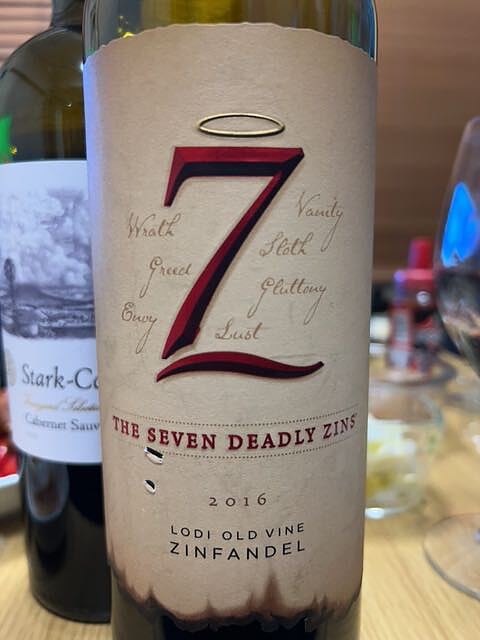 7
Wrath
Vanity
Sloth
Greed
Gluttony
Envy
Lust
THE SEVEN DEADLY ZINS
2016
LODI OLD VINE
ZINFANDEL
Stark-Co
Cabernet Sauv